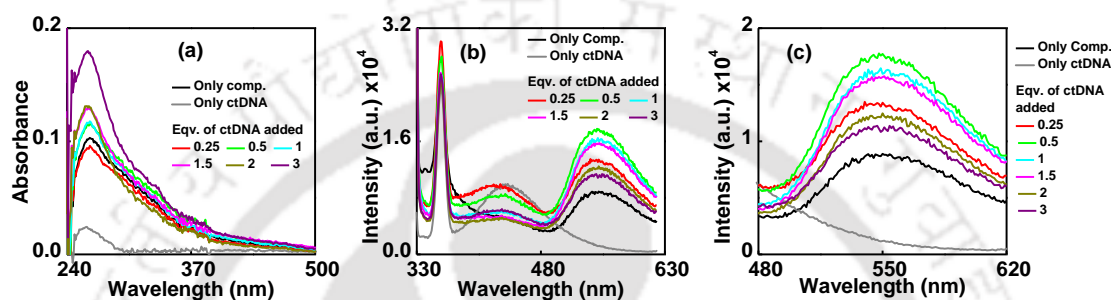 (a)
0.2
0.1
0.0
Absorbance
Only comp.
Only ctDNA
Eqv. of ctDNA added
0.25 0.5 1
1.5 2 3
240 370 500
Wavelength (nm)
(b)
3.2
1.6
0.0
Intensity (a.u.) x10⁴
Only Comp.
Only ctDNA
Eqv. of ctDNA added
0.25 0.5 1
1.5 2 3
330 480 630
Wavelength (nm)
(c)
2
1
0
Intensity (a.u.) x10⁴
480 550 620
Wavelength (nm)
Only Comp.
Only ctDNA
Eqv. of ctDNA
added
0.25
0.5
1
1.5
2
3